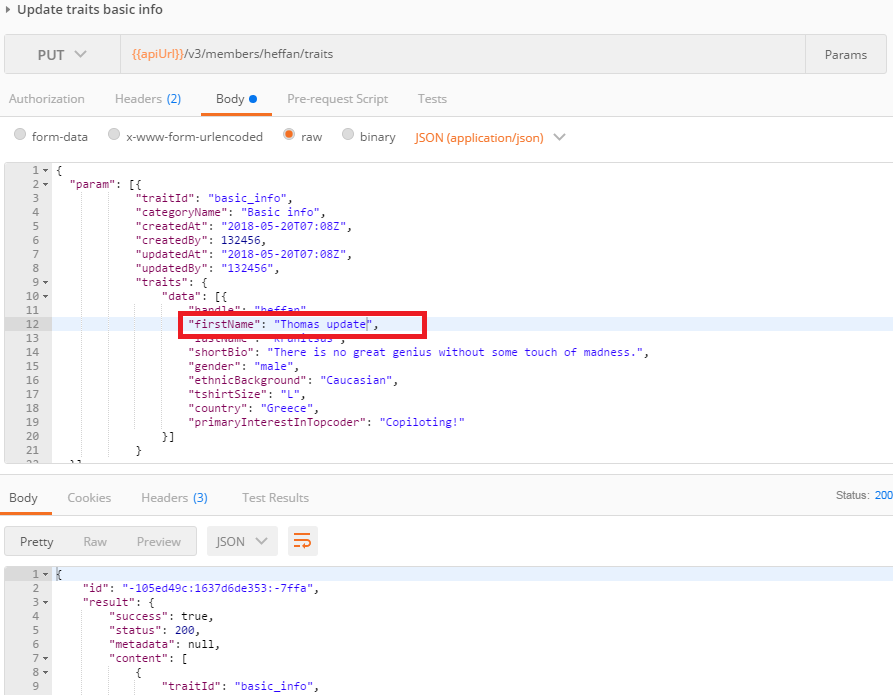 Update traits basic info
PUT {{apiUrl}}/v3/members/heffan/traits Params
Authorization Headers (2) Body Pre-request Script Tests
form-data x-www-form-urlencoded raw binary JSON (application/json)
1 {
2 "param": [{
3 "traitId": "basic_info",
4 "categoryName": "Basic info",
5 "createdAt": "2018-05-20T07:08Z",
6 "createdBy": 132456,
7 "updatedAt": "2018-05-20T07:08Z",
8 "updatedBy": "132456",
9 "traits": {
10 "data": [{
11 "handle": "heffan",
12 "firstName": "Thomas update",
13 "lastName":
14 "shortBio": "There is no great genius without some touch of madness.",
15 "gender": "male",
16 "ethnicBackground": "Caucasian",
17 "tshirtSize": "L",
18 "country": "Greece",
19 "primaryInterestInTopcoder": "Copiloting!"
20 }]
21 }
22 }]
Body Cookies Headers (3) Test Results Status: 200
Pretty Raw Preview JSON
1 {
2 "id": "-105ed49c:1637d6de353:-7ffa",
3 "result": {
4 "success": true,
5 "status": 200,
6 "metadata": null,
7 "content": [
8 {
9 "traitId": "basic_info",